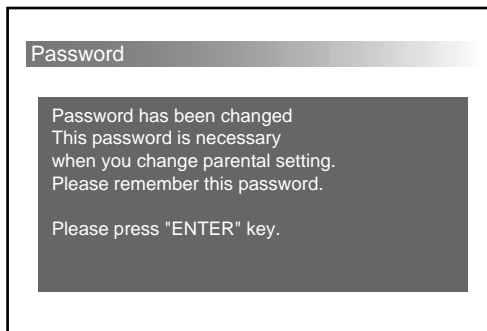 Password
Password has been changed
This password is necessary
when you change parental setting.
Please remember this password.
Please press "ENTER" key.